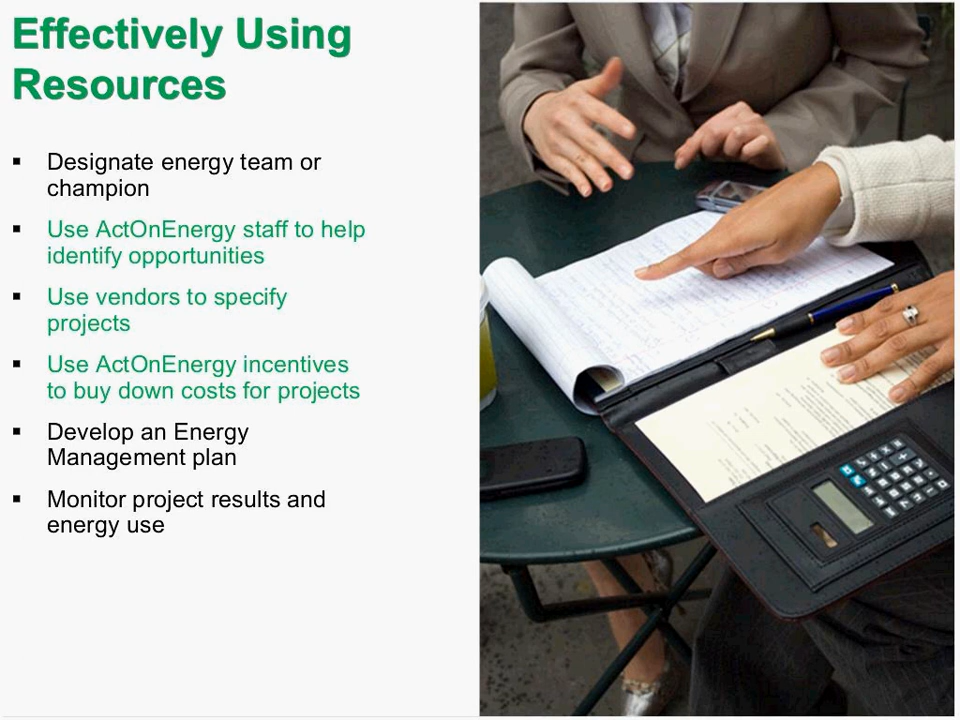 Effectively Using
Resources
▪ Designate energy team or
champion
▪ Use ActOnEnergy staff to help
identify opportunities
▪ Use vendors to specify
projects
▪ Use ActOnEnergy incentives
to buy down costs for projects
▪ Develop an Energy
Management plan
▪ Monitor project results and
energy use